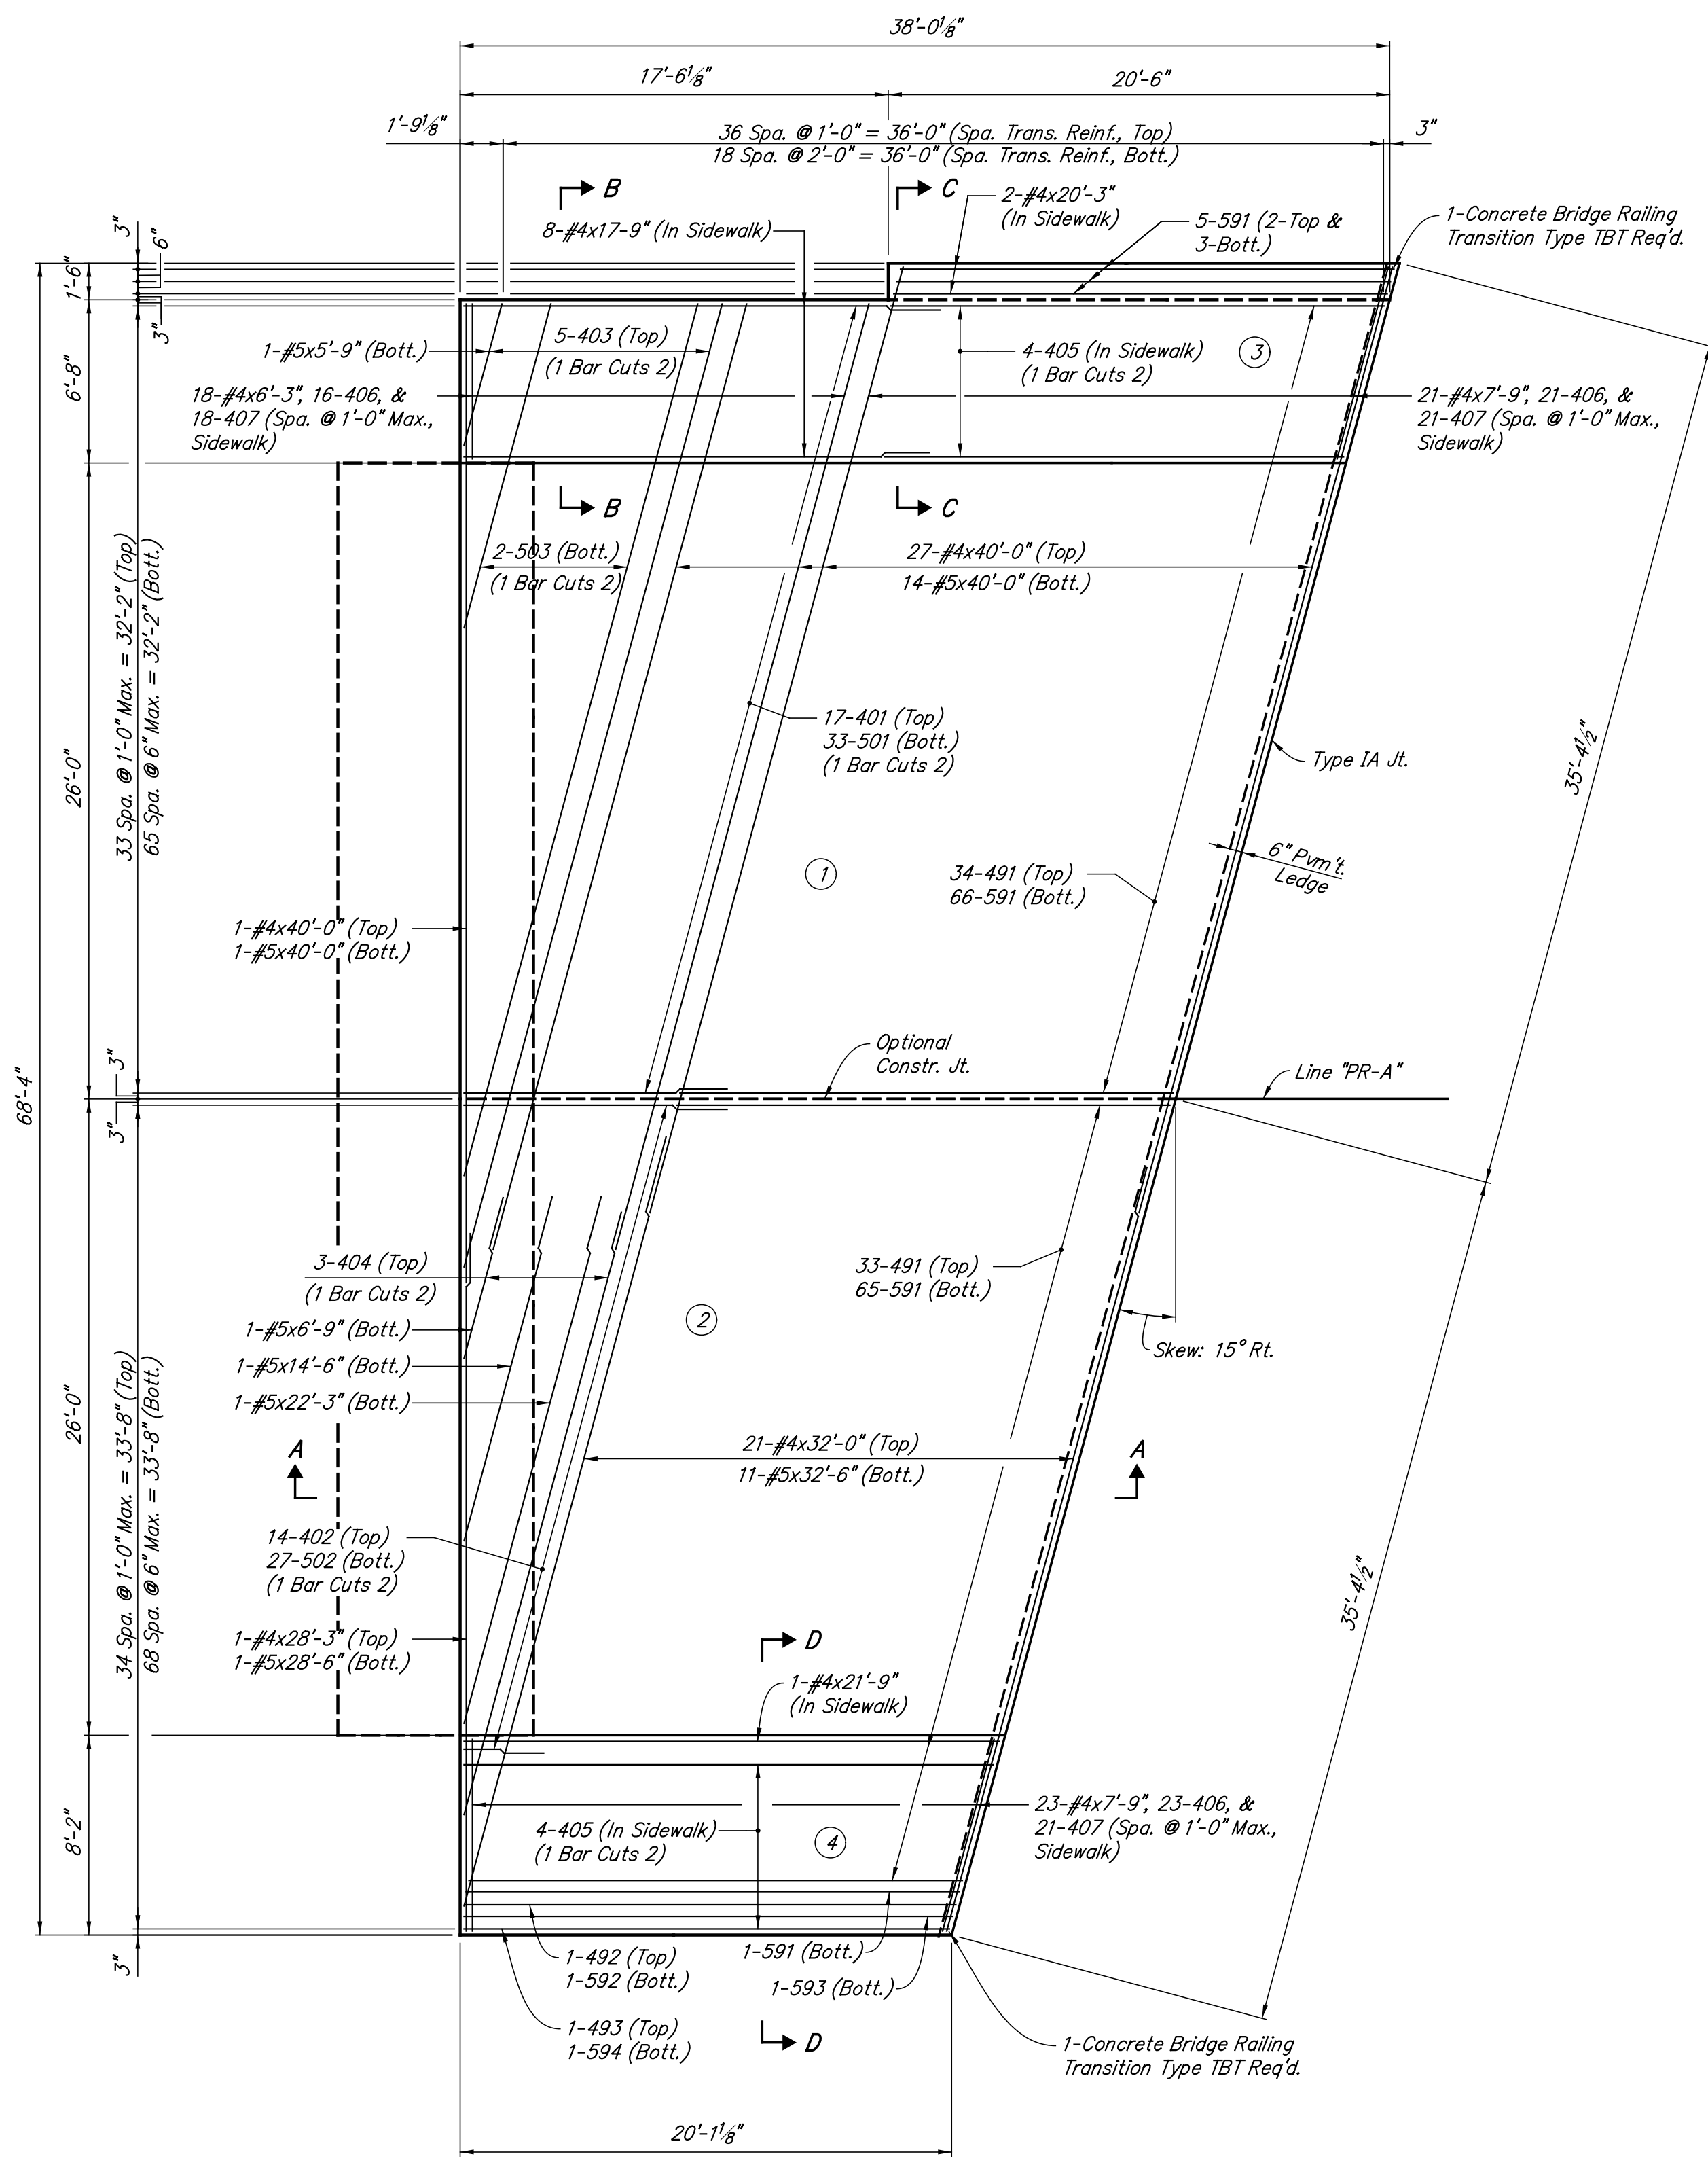 38'-0⅛"
17'-6⅛"
20'-6"
1'-9⅛"
36 Spa. @ 1'-0" = 36'-0" (Spa. Trans. Reinf., Top)
18 Spa. @ 2'-0" = 36'-0" (Spa. Trans. Reinf., Bott.)
3"
B
C
8-#4x17-9" (In Sidewalk)
2-#4x20'-3"
(In Sidewalk)
5-591 (2-Top &
3-Bott.)
1-Concrete Bridge Railing
Transition Type TBT Req'd.
3"
6"
1'-6"
3"
6'-8"
1-#5x5'-9" (Bott.)
5-403 (Top)
(1 Bar Cuts 2)
4-405 (In Sidewalk)
(1 Bar Cuts 2)
3
18-#4x6'-3", 16-406, &
18-407 (Spa. @ 1'-0" Max.,
Sidewalk)
21-#4x7'-9", 21-406, &
21-407 (Spa. @ 1'-0" Max.,
Sidewalk)
B
C
2-503 (Bott.)
(1 Bar Cuts 2)
27-#4x40'-0" (Top)
14-#5x40'-0" (Bott.)
33 Spa. @ 1'-0" Max. = 32'-2" (Top)
65 Spa. @ 6" Max. = 32'-2" (Bott.)
26'-0"
17-401 (Top)
33-501 (Bott.)
(1 Bar Cuts 2)
Type IA Jt.
35'-4½"
6" Pvm't.
Ledge
1
34-491 (Top)
66-591 (Bott.)
1-#4x40'-0" (Top)
1-#5x40'-0" (Bott.)
Optional
Constr. Jt.
Line "PR-A"
3"
3"
68'-4"
3-404 (Top)
(1 Bar Cuts 2)
33-491 (Top)
65-591 (Bott.)
1-#5x6'-9" (Bott.)
1-#5x14'-6" (Bott.)
1-#5x22'-3" (Bott.)
2
Skew: 15° Rt.
26'-0"
34 Spa. @ 1'-0" Max. = 33'-8" (Top)
68 Spa. @ 6" Max. = 33'-8" (Bott.)
A
A
21-#4x32'-0" (Top)
11-#5x32'-6" (Bott.)
14-402 (Top)
27-502 (Bott.)
(1 Bar Cuts 2)
35'-4½"
1-#4x28'-3" (Top)
1-#5x28'-6" (Bott.)
D
1-#4x21'-9"
(In Sidewalk)
8'-2"
4-405 (In Sidewalk)
(1 Bar Cuts 2)
4
23-#4x7'-9", 23-406, &
21-407 (Spa. @ 1'-0" Max.,
Sidewalk)
3"
1-492 (Top)
1-592 (Bott.)
1-591 (Bott.)
1-593 (Bott.)
1-493 (Top)
1-594 (Bott.)
D
1-Concrete Bridge Railing
Transition Type TBT Req'd.
20'-1⅛"